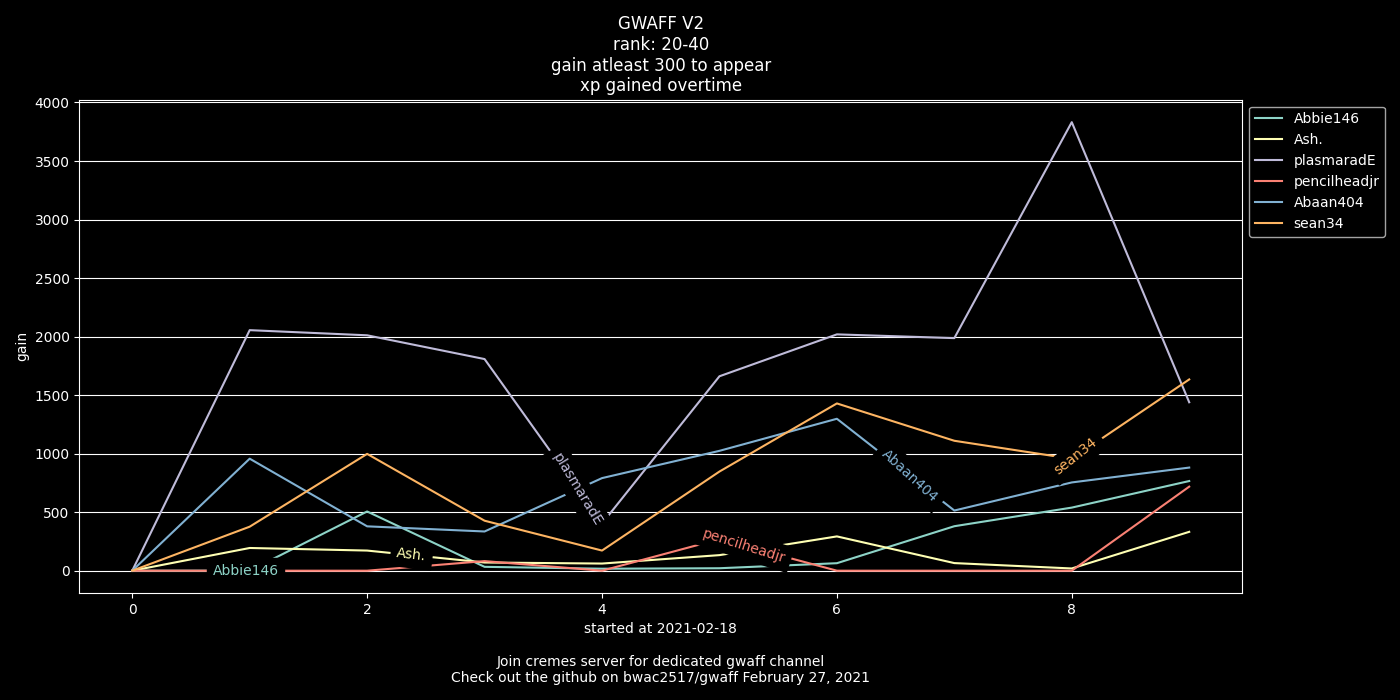 GWAFF V2
rank: 20-40
gain atleast 300 to appear
xp gained overtime
4000
3500
3000
2500
2000
1500
1000
500
0
gain
Abbie146
Ash.
plasmaradE
pencilheadjr
Abaan404
sean34
Abbie146
Ash.
plasmaradE
pencilheadjr
Abaan404
sean34
0
2
4
6
8
started at 2021-02-18
Join cremes server for dedicated gwaff channel
Check out the github on bwac2517/gwaff February 27, 2021